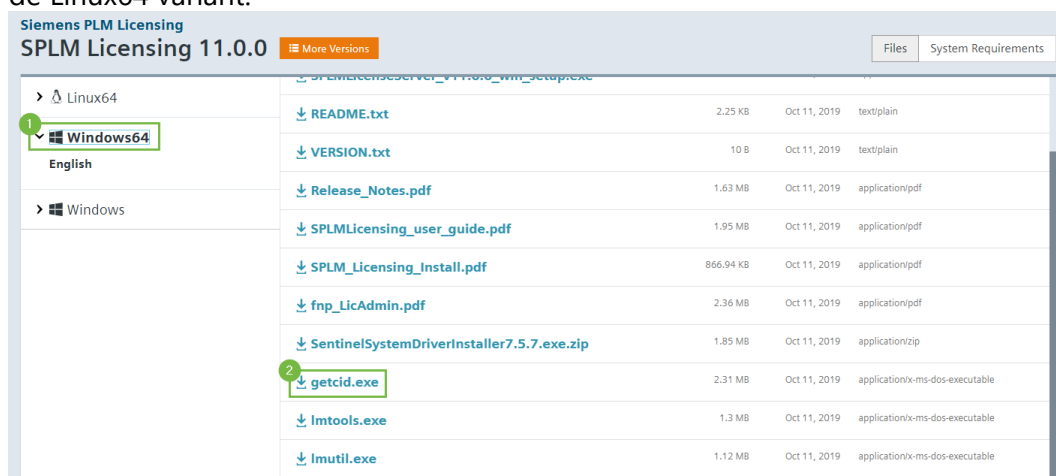 de Linux64 variant.
Siemens PLM Licensing
SPLM Licensing 11.0.0 More Versions Files System Requirements
SPLMLicenseServer_v11.0.0_win_setup.exe
Linux64
README.txt 2.25 KB Oct 11, 2019 text/plain
1
Windows64
VERSION.txt 10 B Oct 11, 2019 text/plain
English
Release_Notes.pdf 1.63 MB Oct 11, 2019 application/pdf
Windows
SPLMLicensing_user_guide.pdf 1.95 MB Oct 11, 2019 application/pdf
SPLM_Licensing_Install.pdf 866.94 KB Oct 11, 2019 application/pdf
fnp_LicAdmin.pdf 2.36 MB Oct 11, 2019 application/pdf
SentinelSystemDriverInstaller7.5.7.exe.zip 1.85 MB Oct 11, 2019 application/zip
2
getcid.exe 2.31 MB Oct 11, 2019 application/x-ms-dos-executable
lmtools.exe 1.3 MB Oct 11, 2019 application/x-ms-dos-executable
lmutil.exe 1.12 MB Oct 11, 2019 application/x-ms-dos-executable